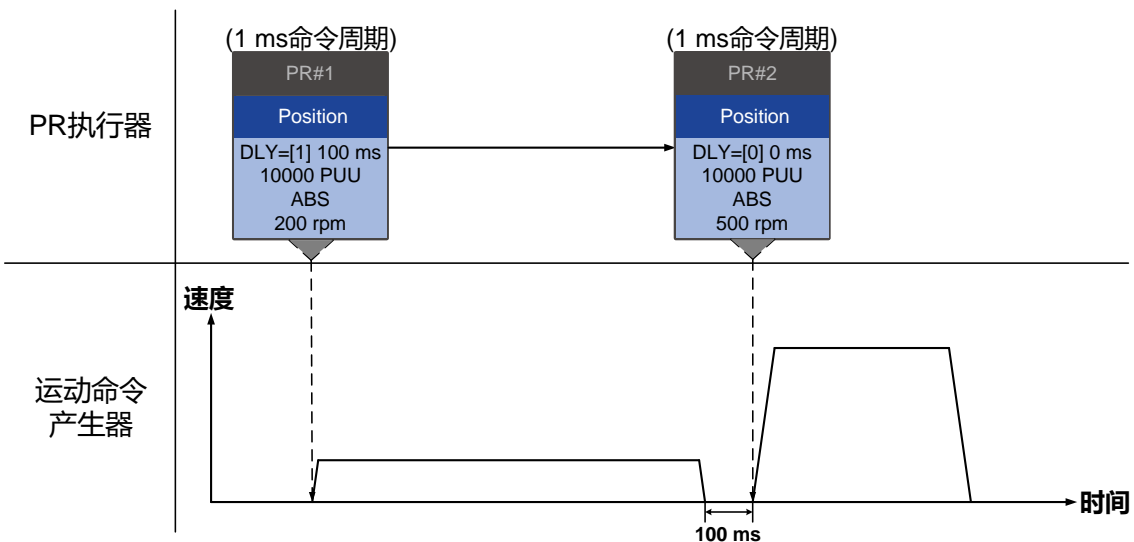 (1 ms命令周期)
PR#1
Position
DLY=[1] 100 ms
10000 PUU
ABS
200 rpm
(1 ms命令周期)
PR#2
Position
DLY=[0] 0 ms
10000 PUU
ABS
500 rpm
PR执行器
速度
运动命令
产生器
时间
100 ms